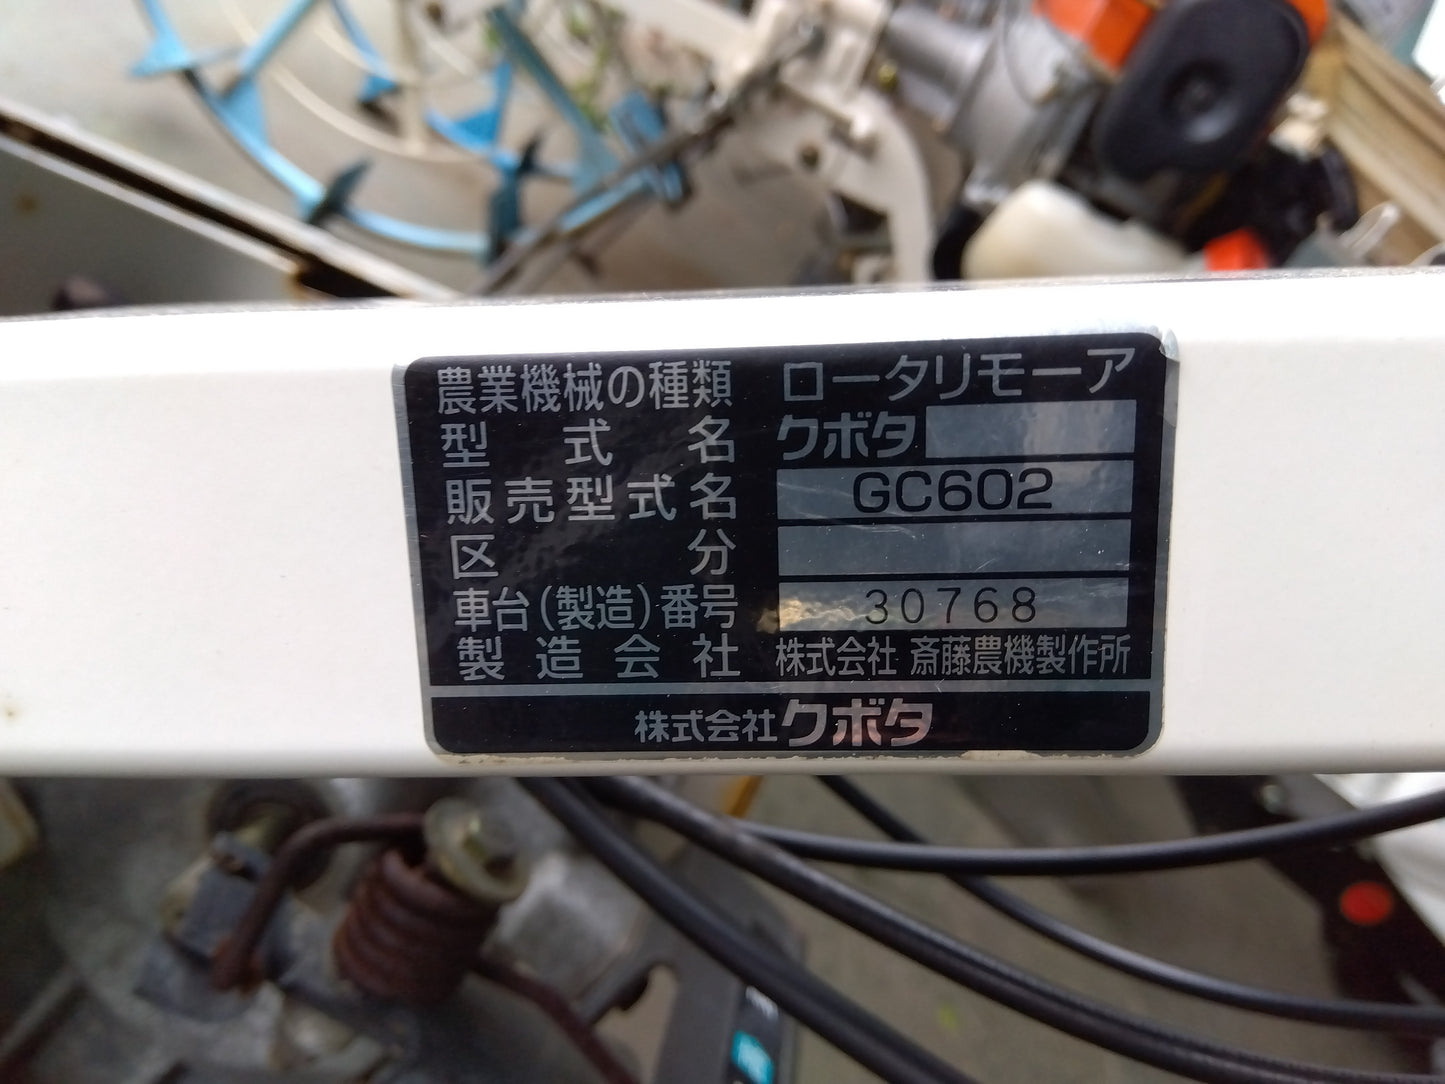 農業機械の種類 ロータリモーア
型式名 クボタ
販売型式名 GC602
区分
車台(製造)番号 30768
製造会社 株式会社 斎藤農機製作所
株式会社クボタ